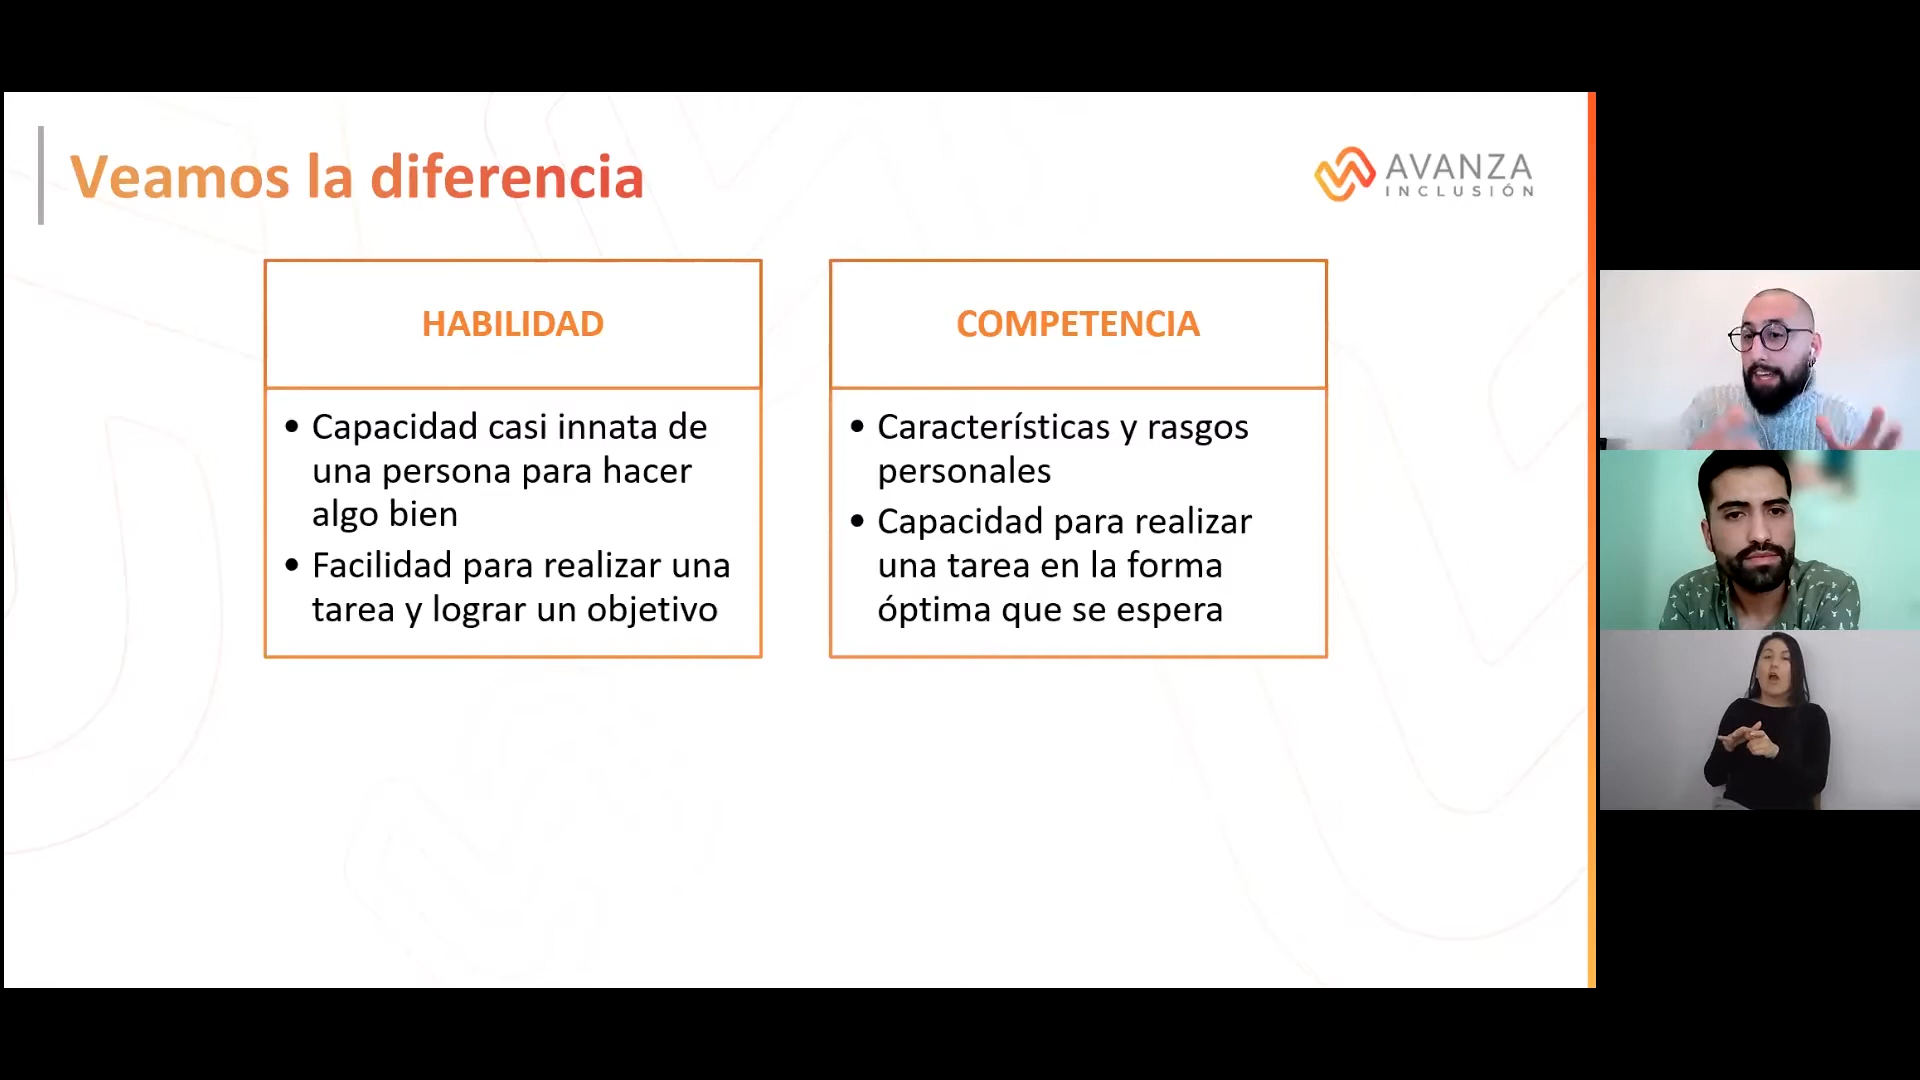 Veamos la diferencia
AVANZA
INCLUSIÓN
HABILIDAD
• Capacidad casi innata de
una persona para hacer
algo bien
• Facilidad para realizar una
tarea y lograr un objetivo
COMPETENCIA
• Características y rasgos
personales
• Capacidad para realizar
una tarea en la forma
óptima que se espera